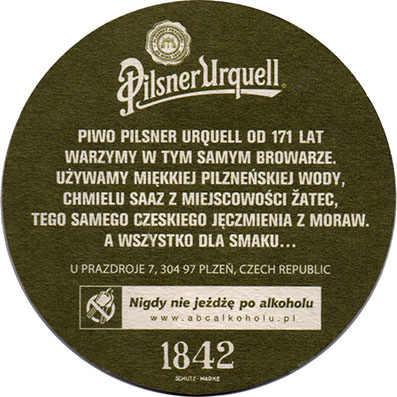 Pilsner Urquell
PIWO PILSNER URQUELL OD 171 LAT
WARZYMY W TYM SAMYM BROWARZE.
UŻYWAMY MIĘKKIEJ PILZNEŃSKIEJ WODY,
CHMIELU SAAZ Z MIEJSCOWOŚCI ŽATEC,
TEGO SAMEGO CZESKIEGO JĘCZMIENIA Z MORAW.
A WSZYSTKO DLA SMAKU...
U PRAZDROJE 7, 304 97 PLZEŇ, CZECH REPUBLIC
Nigdy nie jeżdżę po alkoholu
www.abcalkoholu.pl
1842
SCHUTZ - MARKE